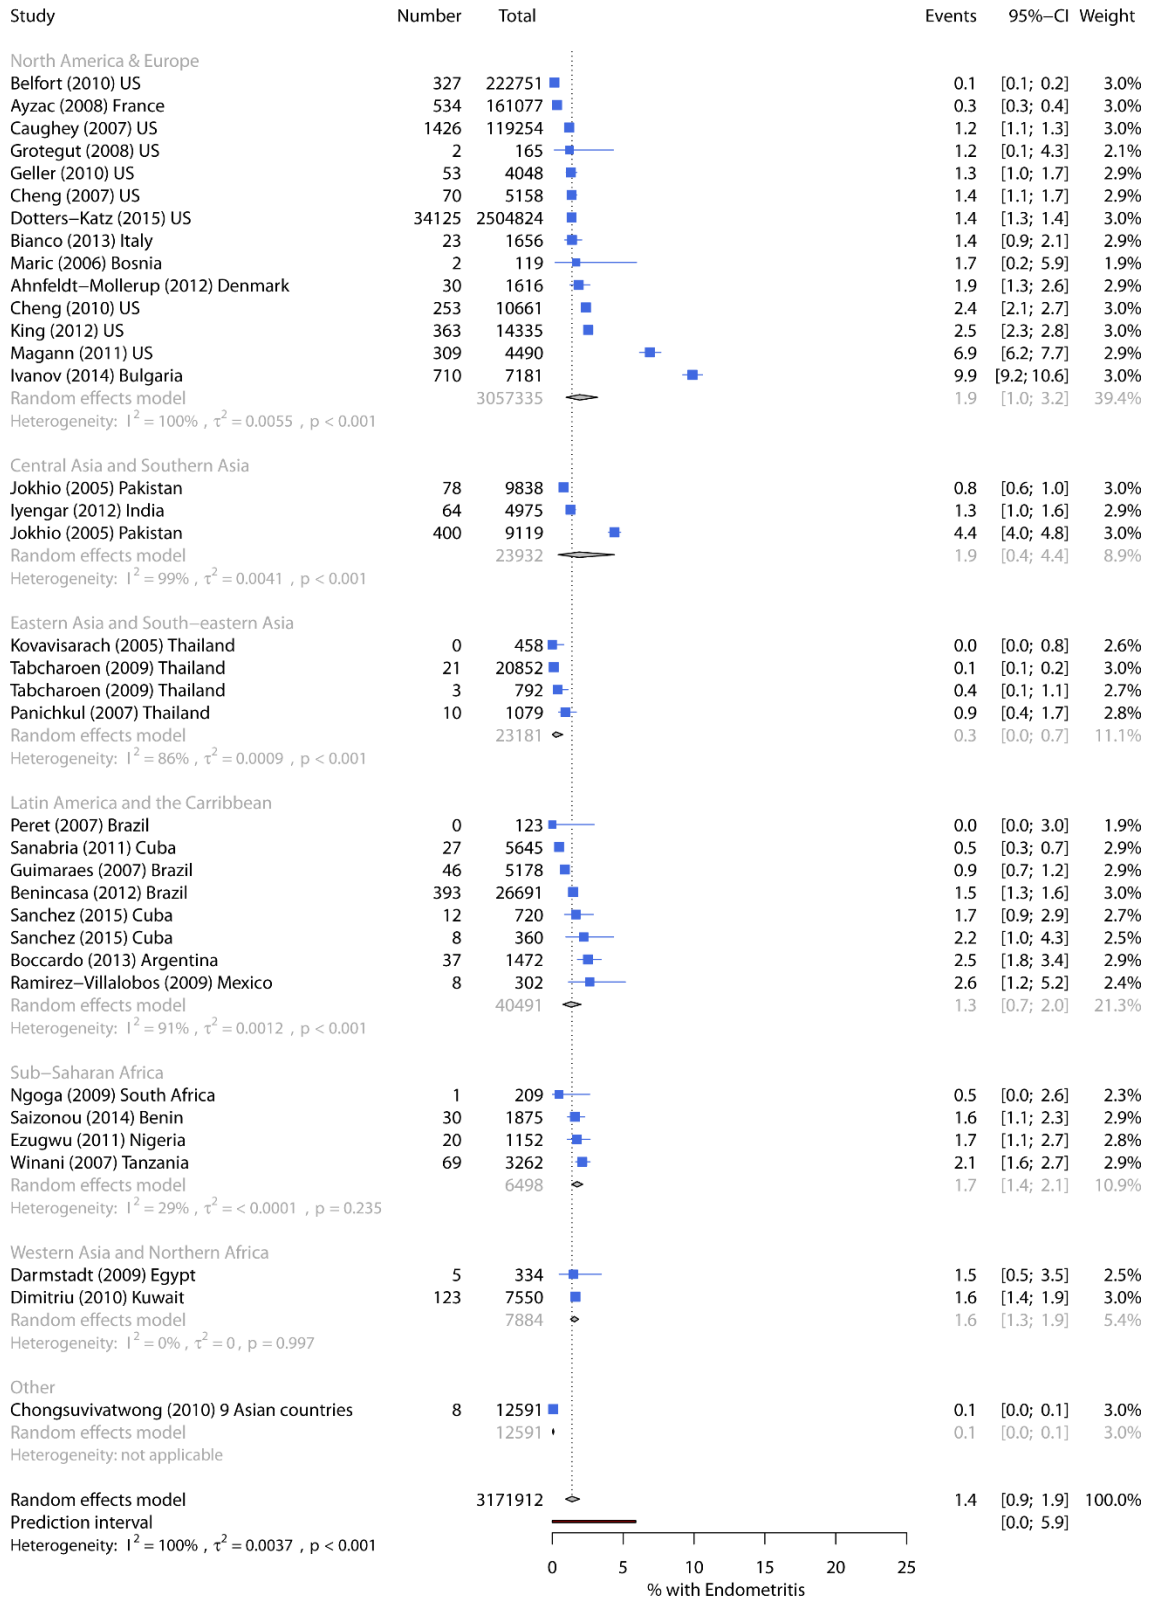 Study Number Total Events 95%−CI Weight
North America & Europe
Belfort (2010) US 327 222751 0.1 [0.1; 0.2] 3.0%
Ayzac (2008) France 534 161077 0.3 [0.3; 0.4] 3.0%
Caughey (2007) US 1426 119254 1.2 [1.1; 1.3] 3.0%
Grotegut (2008) US 2 165 1.2 [0.1; 4.3] 2.1%
Geller (2010) US 53 4048 1.3 [1.0; 1.7] 2.9%
Cheng (2007) US 70 5158 1.4 [1.1; 1.7] 2.9%
Dotters−Katz (2015) US 34125 2504824 1.4 [1.3; 1.4] 3.0%
Bianco (2013) Italy 23 1656 1.4 [0.9; 2.1] 2.9%
Maric (2006) Bosnia 2 119 1.7 [0.2; 5.9] 1.9%
Ahnfeldt−Mollerup (2012) Denmark 30 1616 1.9 [1.3; 2.6] 2.9%
Cheng (2010) US 253 10661 2.4 [2.1; 2.7] 3.0%
King (2012) US 363 14335 2.5 [2.3; 2.8] 3.0%
Magann (2011) US 309 4490 6.9 [6.2; 7.7] 2.9%
Ivanov (2014) Bulgaria 710 7181 9.9 [9.2; 10.6] 3.0%
Random effects model 3057335 1.9 [1.0; 3.2] 39.4%
Heterogeneity: I² = 100% , τ² = 0.0055 , p < 0.001
Central Asia and Southern Asia
Jokhio (2005) Pakistan 78 9838 0.8 [0.6; 1.0] 3.0%
Iyengar (2012) India 64 4975 1.3 [1.0; 1.6] 2.9%
Jokhio (2005) Pakistan 400 9119 4.4 [4.0; 4.8] 3.0%
Random effects model 23932 1.9 [0.4; 4.4] 8.9%
Heterogeneity: I² = 99% , τ² = 0.0041 , p < 0.001
Eastern Asia and South−eastern Asia
Kovavisarach (2005) Thailand 0 458 0.0 [0.0; 0.8] 2.6%
Tabcharoen (2009) Thailand 21 20852 0.1 [0.1; 0.2] 3.0%
Tabcharoen (2009) Thailand 3 792 0.4 [0.1; 1.1] 2.7%
Panichkul (2007) Thailand 10 1079 0.9 [0.4; 1.7] 2.8%
Random effects model 23181 0.3 [0.0; 0.7] 11.1%
Heterogeneity: I² = 86% , τ² = 0.0009 , p < 0.001
Latin America and the Carribbean
Peret (2007) Brazil 0 123 0.0 [0.0; 3.0] 1.9%
Sanabria (2011) Cuba 27 5645 0.5 [0.3; 0.7] 2.9%
Guimaraes (2007) Brazil 46 5178 0.9 [0.7; 1.2] 2.9%
Benincasa (2012) Brazil 393 26691 1.5 [1.3; 1.6] 3.0%
Sanchez (2015) Cuba 12 720 1.7 [0.9; 2.9] 2.7%
Sanchez (2015) Cuba 8 360 2.2 [1.0; 4.3] 2.5%
Boccardo (2013) Argentina 37 1472 2.5 [1.8; 3.4] 2.9%
Ramirez−Villalobos (2009) Mexico 8 302 2.6 [1.2; 5.2] 2.4%
Random effects model 40491 1.3 [0.7; 2.0] 21.3%
Heterogeneity: I² = 91% , τ² = 0.0012 , p < 0.001
Sub−Saharan Africa
Ngoga (2009) South Africa 1 209 0.5 [0.0; 2.6] 2.3%
Saizonou (2014) Benin 30 1875 1.6 [1.1; 2.3] 2.9%
Ezugwu (2011) Nigeria 20 1152 1.7 [1.1; 2.7] 2.8%
Winani (2007) Tanzania 69 3262 2.1 [1.6; 2.7] 2.9%
Random effects model 6498 1.7 [1.4; 2.1] 10.9%
Heterogeneity: I² = 29% , τ² = < 0.0001 , p = 0.235
Western Asia and Northern Africa
Darmstadt (2009) Egypt 5 334 1.5 [0.5; 3.5] 2.5%
Dimitriu (2010) Kuwait 123 7550 1.6 [1.4; 1.9] 3.0%
Random effects model 7884 1.6 [1.3; 1.9] 5.4%
Heterogeneity: I² = 0% , τ² = 0 , p = 0.997
Other
Chongsuvivatwong (2010) 9 Asian countries 8 12591 0.1 [0.0; 0.1] 3.0%
Random effects model 12591 0.1 [0.0; 0.1] 3.0%
Heterogeneity: not applicable
Random effects model 3171912 1.4 [0.9; 1.9] 100.0%
Prediction interval [0.0; 5.9]
Heterogeneity: I² = 100% , τ² = 0.0037 , p < 0.001
0 5 10 15 20 25
% with Endometritis